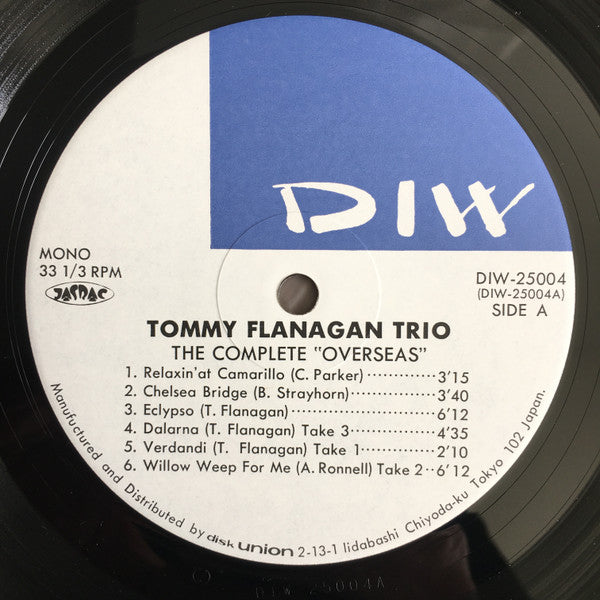 DIW
MONO
33 1/3 RPM
JASRAC
DIW-25004
(DIW-25004A)
SIDE A
TOMMY FLANAGAN TRIO
THE COMPLETE "OVERSEAS"
1. Relaxin'at Camarillo (C. Parker)·············3′15
2. Chelsea Bridge (B. Strayhorn)·············3′40
3. Eclypso (T. Flanagan)·························6′12
4. Dalarna (T. Flanagan) Take 3············4′35
5. Verdandi (T. Flanagan) Take 1···········2′10
6. Willow Weep For Me (A. Ronnell) Take 2··6′12
Manufuctured and Distributed by disk union 2-13-1 Iidabashi Chiyoda-ku Tokyo 102 Japan.
DIW-25004A